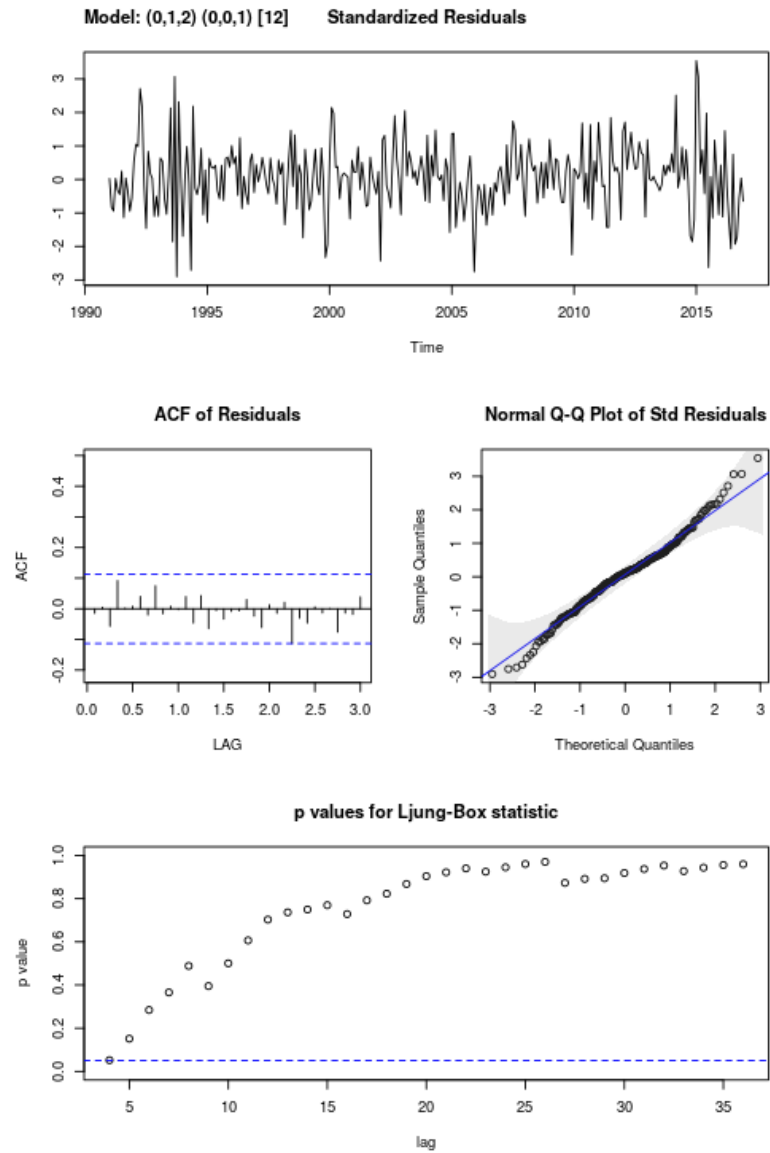 Model: (0,1,2) (0,0,1) [12] Standardized Residuals
3
2
1
0
-1
-2
-3
1990 1995 2000 2005 2010 2015
Time
ACF of Residuals
ACF
0.4
0.2
0.0
-0.2
0.0 0.5 1.0 1.5 2.0 2.5 3.0
LAG
Normal Q-Q Plot of Std Residuals
Sample Quantiles
3
2
1
0
-1
-2
-3
-3 -2 -1 0 1 2 3
Theoretical Quantiles
p values for Ljung-Box statistic
p value
1.0
0.8
0.6
0.4
0.2
0.0
5 10 15 20 25 30 35
lag